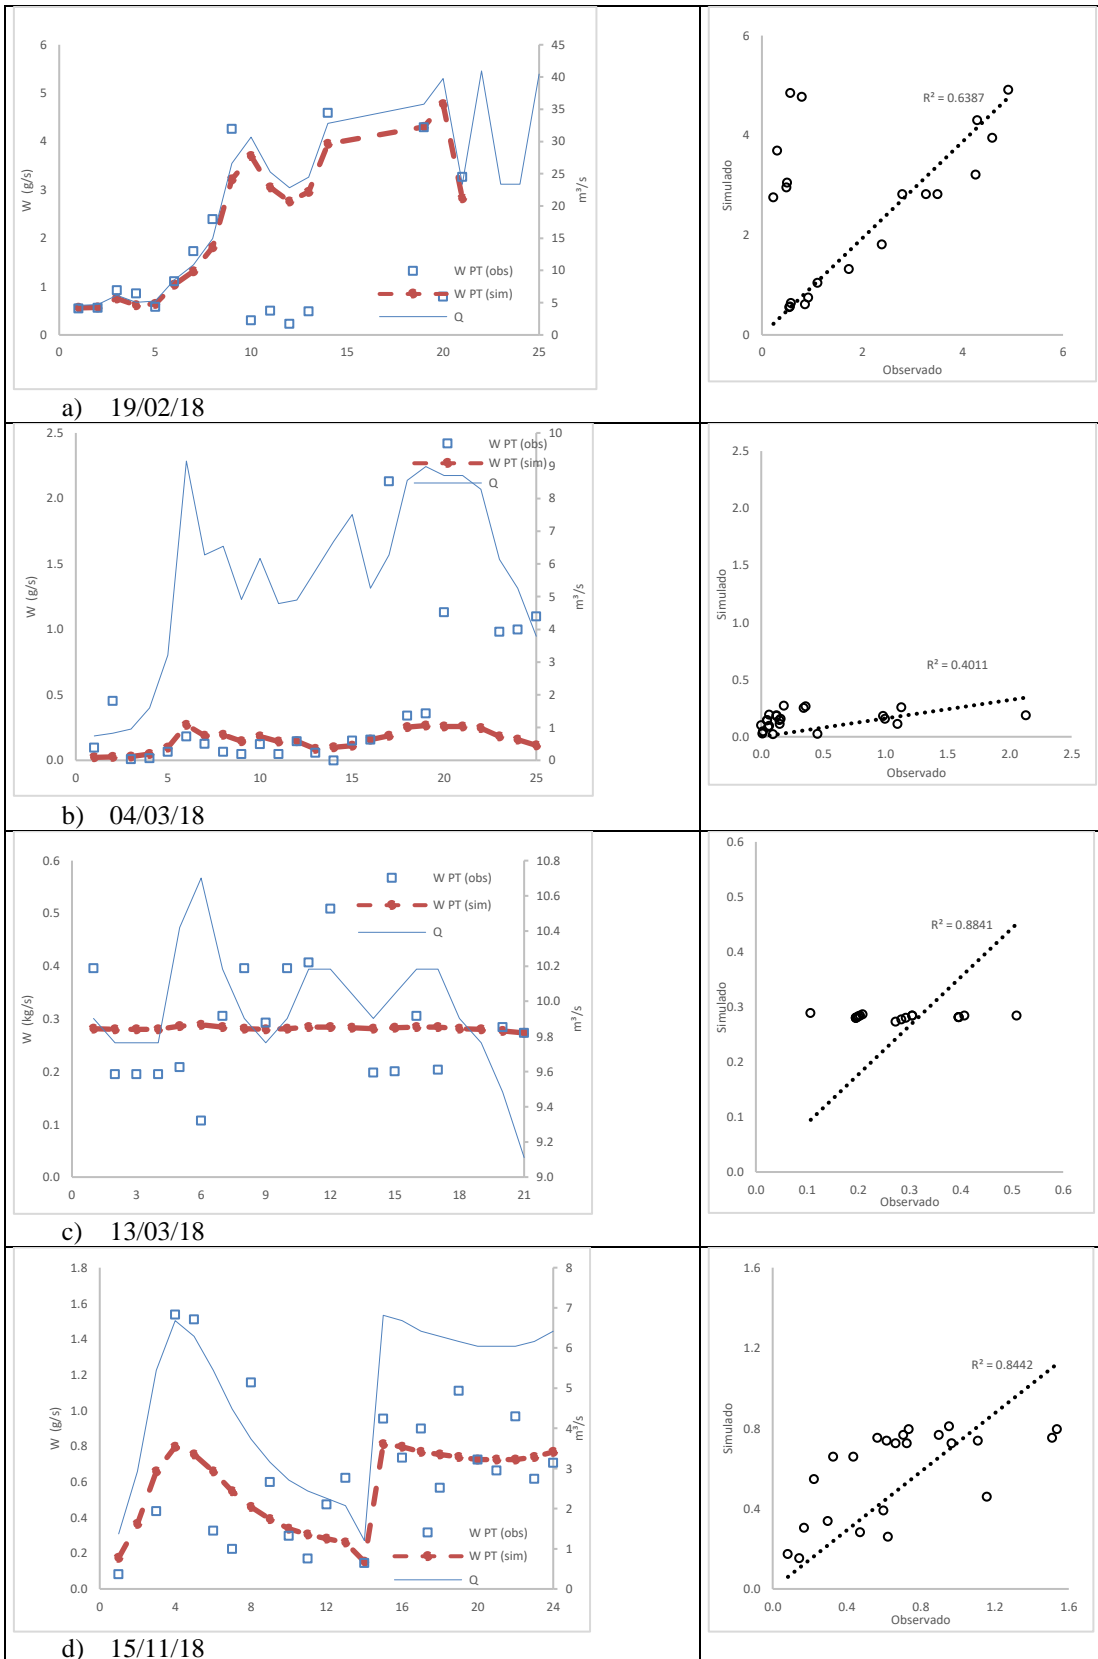 6
5
4
3
2
1
0
45
40
35
30
25
20
15
10
5
0
0 5 10 15 20 25
W (g/s)
m³/s
W PT (obs)
W PT (sim)
Q
6
4
2
0
0 2 4 6
Simulado
Observado
R² = 0.6387
a) 19/02/18
2.5
2.0
1.5
1.0
0.5
0.0
10
9
8
7
6
5
4
3
2
1
0
0 5 10 15 20 25
W (g/s)
m³/s
W PT (obs)
W PT (sim)
Q
2.5
2.0
1.5
1.0
0.5
0.0
0.0 0.5 1.0 1.5 2.0 2.5
Simulado
Observado
R² = 0.4011
b) 04/03/18
0.6
0.5
0.4
0.3
0.2
0.1
0.0
10.8
10.6
10.4
10.2
10.0
9.8
9.6
9.4
9.2
9.0
0 3 6 9 12 15 18 21
W (kg/s)
m³/s
W PT (obs)
W PT (sim)
Q
0.6
0.5
0.4
0.3
0.2
0.1
0.0
0.0 0.1 0.2 0.3 0.4 0.5 0.6
Simulado
Observado
R² = 0.8841
c) 13/03/18
1.8
1.6
1.4
1.2
1.0
0.8
0.6
0.4
0.2
0.0
8
7
6
5
4
3
2
1
0
0 4 8 12 16 20 24
W (g/s)
m³/s
W PT (obs)
W PT (sim)
Q
1.6
1.2
0.8
0.4
0.0
0.0 0.4 0.8 1.2 1.6
Simulado
Observado
R² = 0.8442
d) 15/11/18